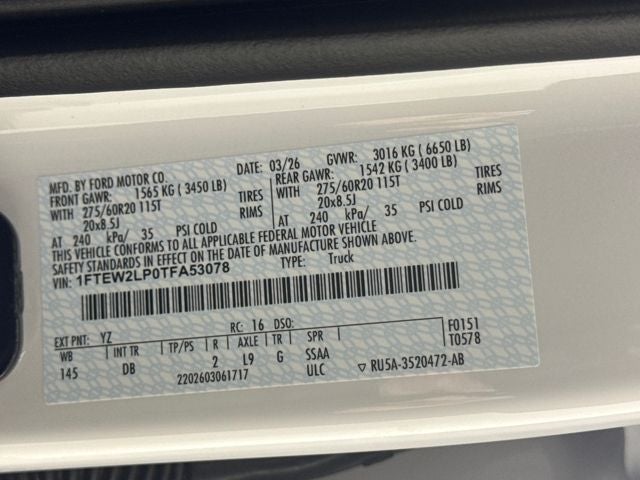 MFD. BY FORD MOTOR CO.
DATE: 03/26 GVWR: 3016 KG ( 6650 LB)
FRONT GAWR: 1565 KG ( 3450 LB) REAR GAWR: 1542 KG ( 3400 LB)
WITH 275/60R20 115T TIRES WITH 275/60R20 115T TIRES
20x8.5J RIMS 20x8.5J RIMS
AT 240 kPa/ 35 PSI COLD AT 240 kPa/ 35 PSI COLD
THIS VEHICLE CONFORMS TO ALL APPLICABLE FEDERAL MOTOR VEHICLE
SAFETY STANDARDS IN EFFECT ON THE DATE OF MANUFACTURE SHOWN ABOVE.
VIN: 1FTEW2LP0TFA53078 TYPE: Truck
F0151
T0578
EXT PNT: YZ RC: 16 DSO:
WB INT TR TP/PS R AXLE TR SPR
145 DB 2 L9 G SSAA
ULC
2202603061717
▽ RU5A-3520472-AB